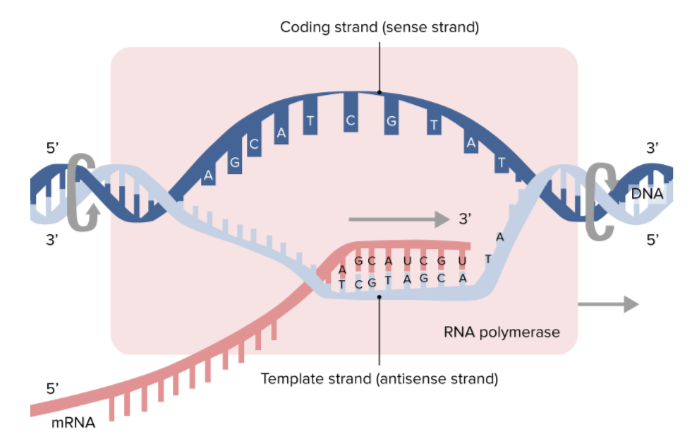 Coding strand (sense strand)
A G C A T C G T A T
5’
3’
3’
DNA
5’
3’
A G C A U C G U
T C G T A G C A T A
RNA polymerase
Template strand (antisense strand)
5’
mRNA